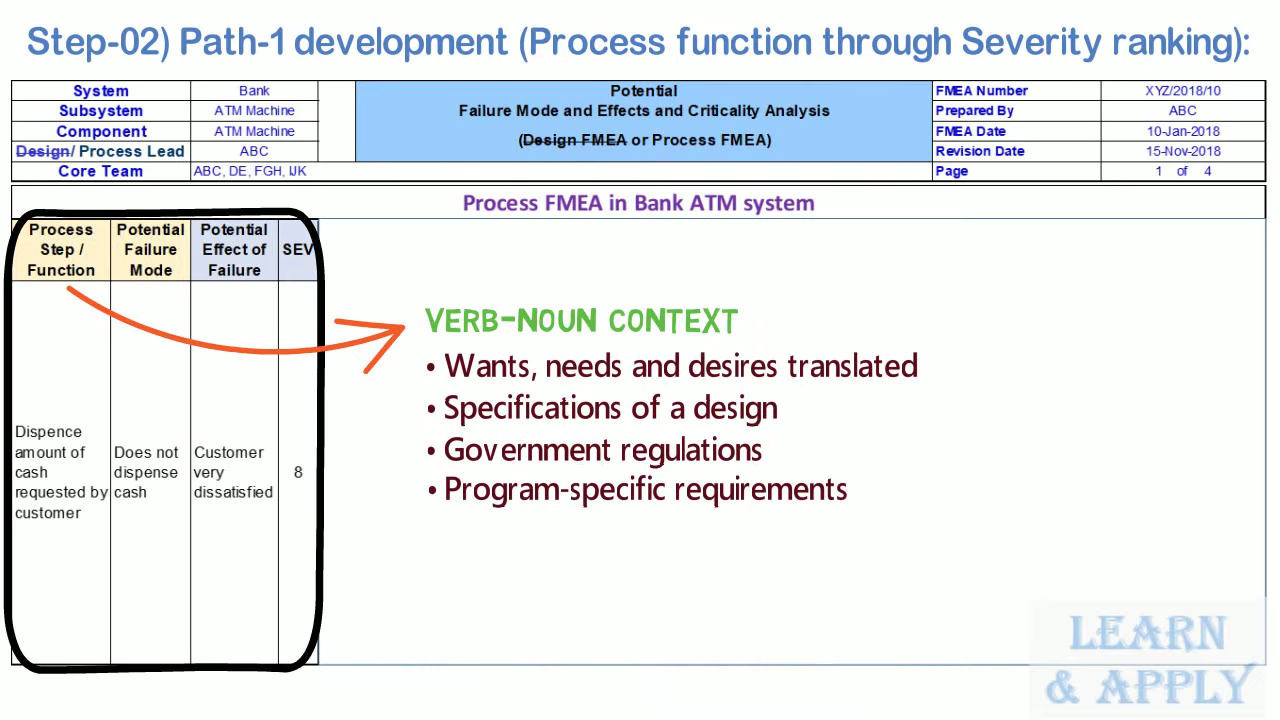 Step-02) Path-1 development (Process function through Severity ranking):
System Bank
Subsystem ATM Machine
Component ATM Machine
Design/ Process Lead ABC
Core Team ABC, DE, FGH, IJK
Potential
Failure Mode and Effects and Criticality Analysis
(Design FMEA or Process FMEA)
FMEA Number XYZ/2018/10
Prepared By ABC
FMEA Date 10-Jan-2018
Revision Date 15-Nov-2018
Page 1 of 4
Process FMEA in Bank ATM system
Process
Step /
Function
Potential
Failure
Mode
Potential
Effect of
Failure
SEV
Dispence
amount of
cash
requested by
customer
Does not
dispense
cash
Customer
very
dissatisfied
8
VERB-NOUN CONTEXT
• Wants, needs and desires translated
• Specifications of a design
• Government regulations
• Program-specific requirements
LEARN
& APPLY